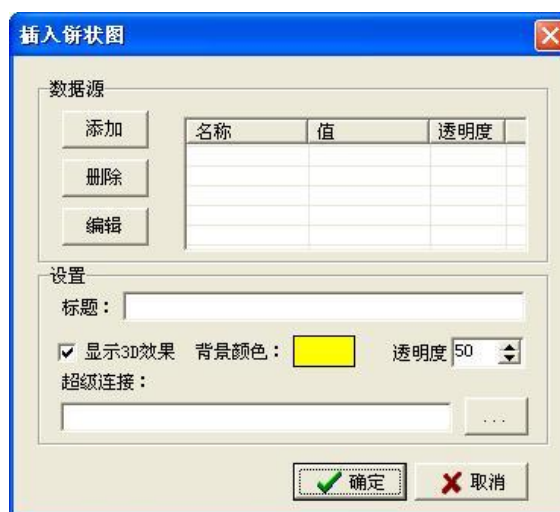 插入饼状图
数据源
添加
名称 值 透明度
删除
编辑
设置
标题：
显示3D效果 背景颜色： 透明度 50
超级连接：
...
确定 取消